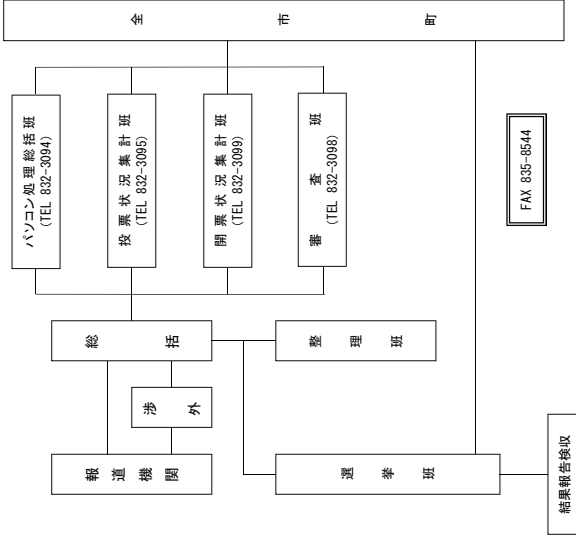 全市町
パソコン処理総括班
(TEL 832-3094)
投票状況集計班
(TEL 832-3095)
開票状況集計班
(TEL 832-3099)
審査班
(TEL 832-3098)
総括
整理班
渉外
報道機関
選挙班
結果報告検収
FAX 835-8544